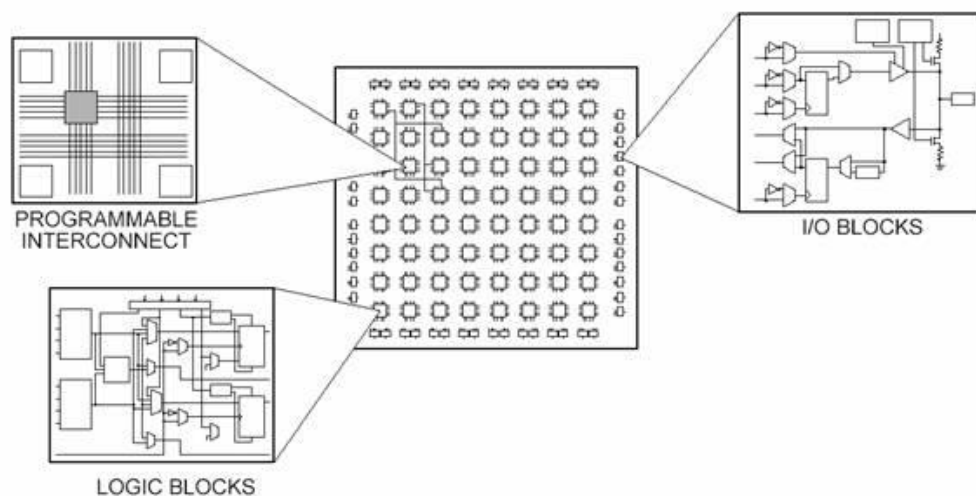 PROGRAMMABLE
INTERCONNECT
I/O BLOCKS
LOGIC BLOCKS